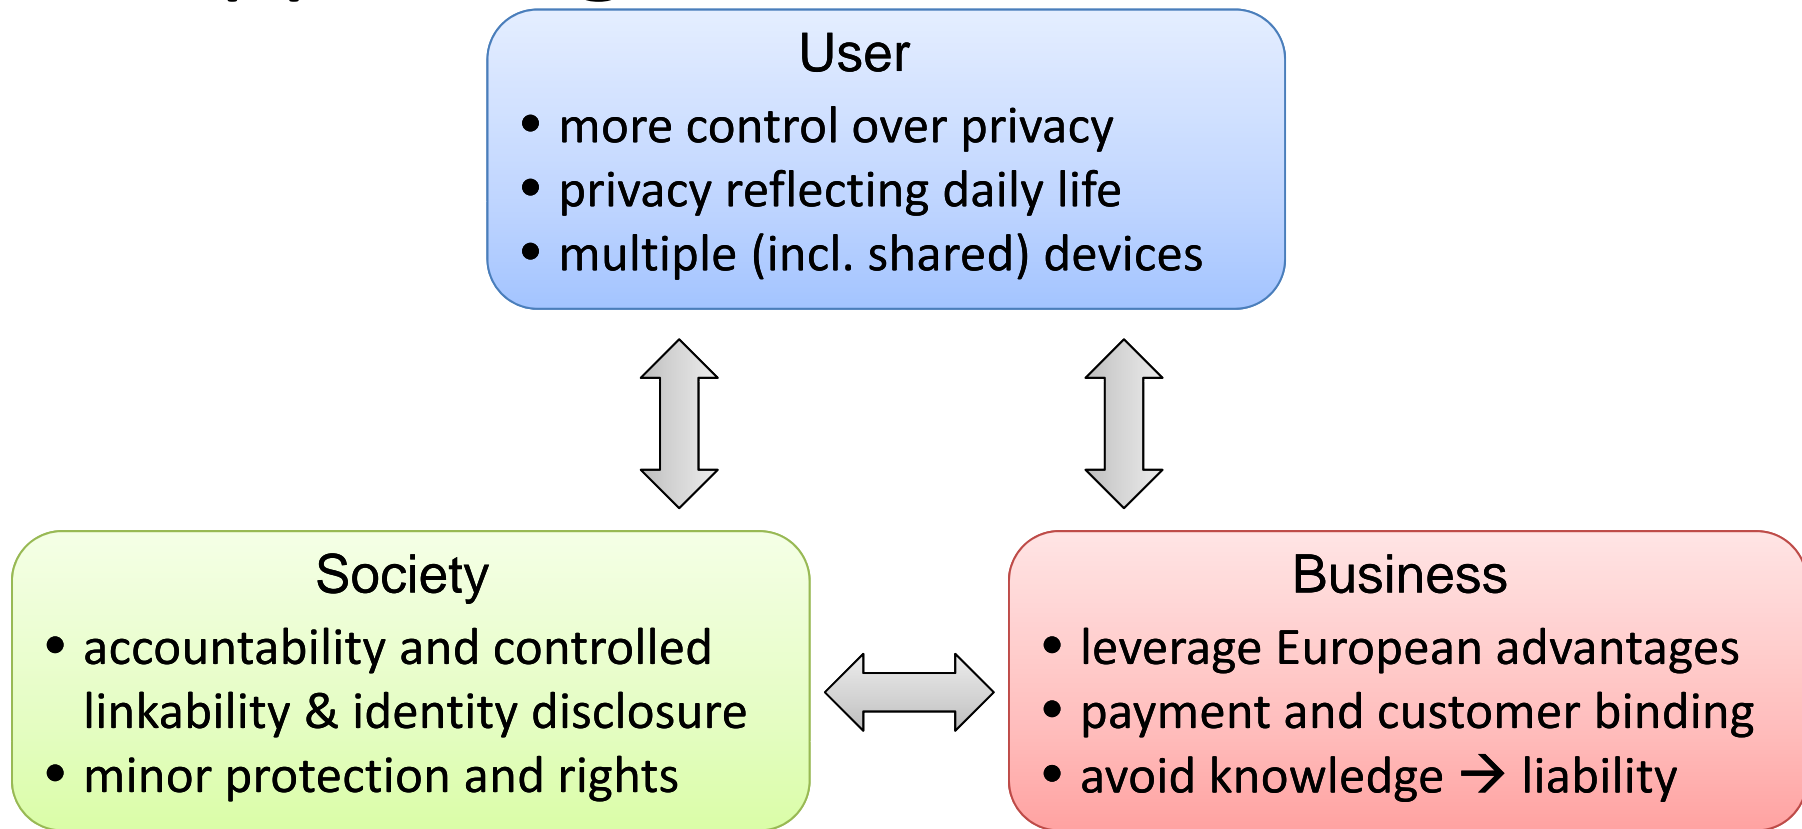 User
• more control over privacy
• privacy reflecting daily life
• multiple (incl. shared) devices
Society
• accountability and controlled
linkability & identity disclosure
• minor protection and rights
Business
• leverage European advantages
• payment and customer binding
• avoid knowledge → liability